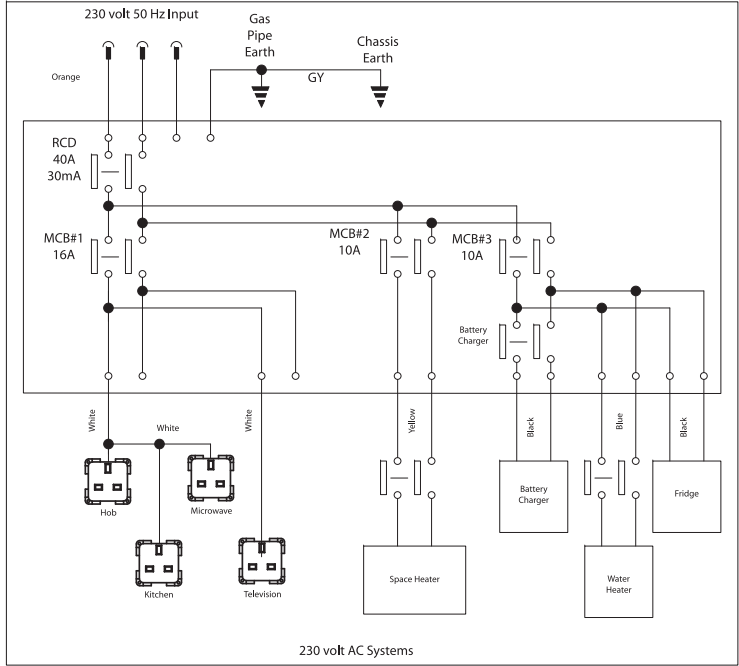 230 volt 50 Hz Input
Gas
Pipe
Earth
Chassis
Earth
Orange
GY
RCD
40A
30mA
MCB#1
16A
MCB#2
10A
MCB#3
10A
Battery
Charger
White
White
White
Yellow
Black
Blue
Black
Hob
Microwave
Kitchen
Television
Space Heater
Battery
Charger
Water
Heater
Fridge
230 volt AC Systems